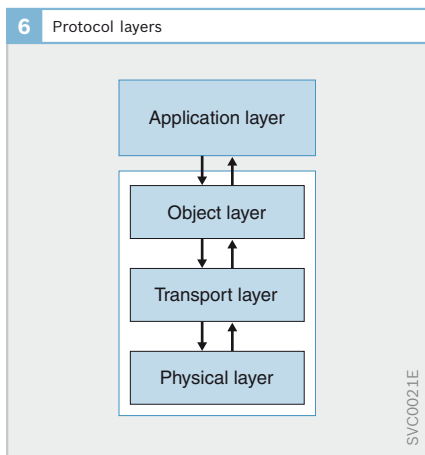 6 Protocol layers
Application layer
Object layer
Transport layer
Physical layer
SVC0021E